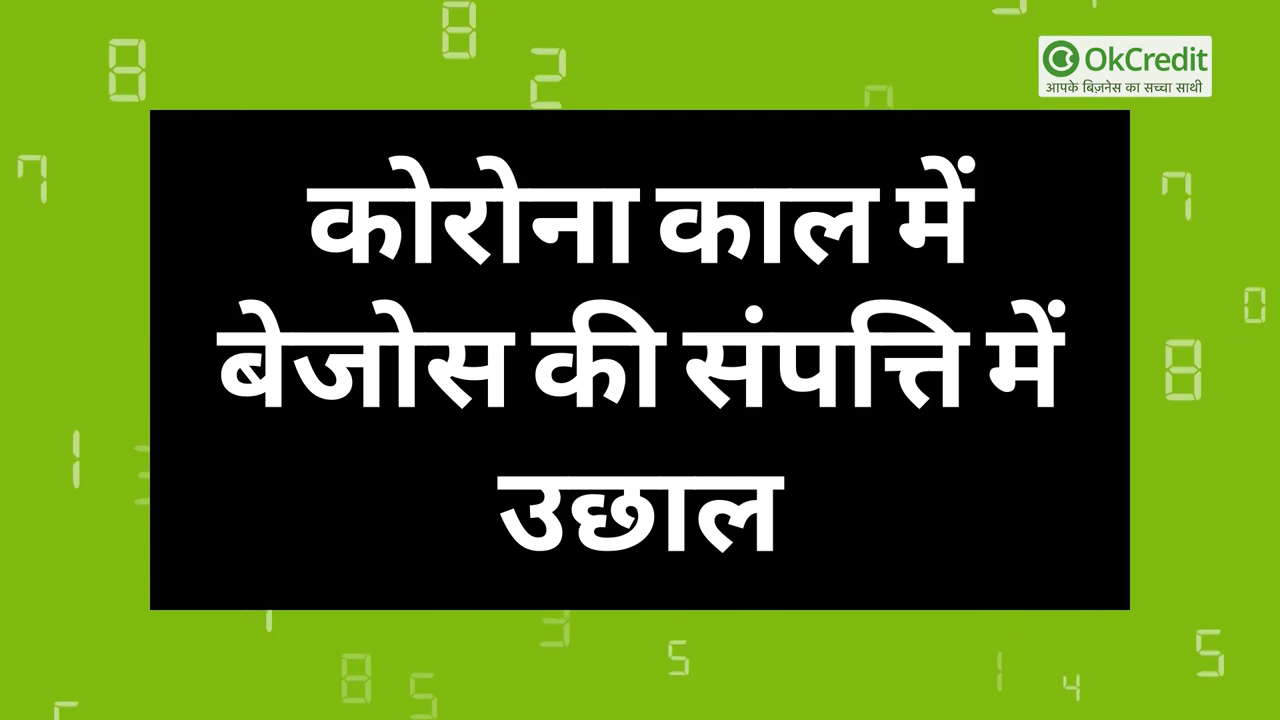 OkCredit
आपके बिज़नेस का सच्चा साथी
कोरोना काल में
बेजोस की संपत्ति में
उछाल